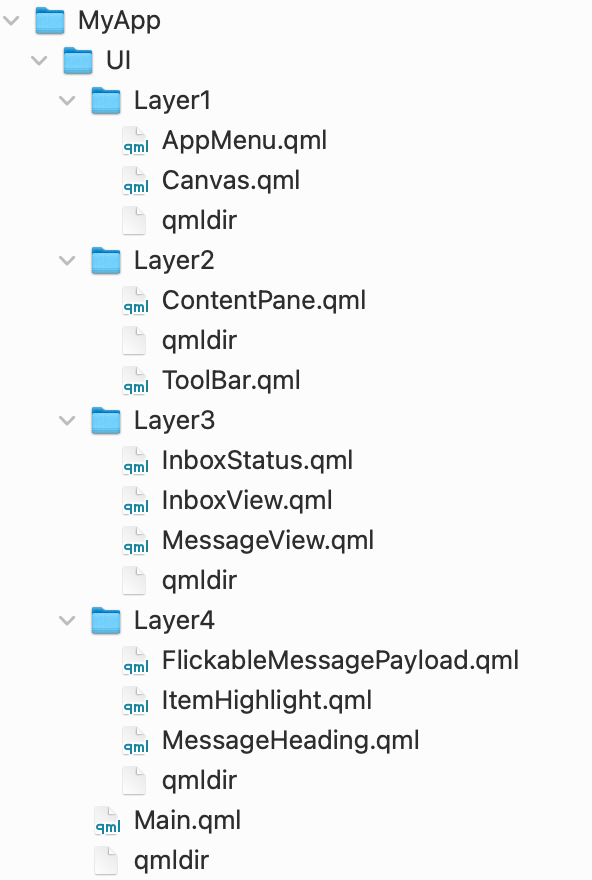 MyApp
UI
Layer1
qml AppMenu.qml
qml Canvas.qml
qmldir
Layer2
qml ContentPane.qml
qmldir
qml ToolBar.qml
Layer3
qml InboxStatus.qml
qml InboxView.qml
qml MessageView.qml
qmldir
Layer4
qml FlickableMessagePayload.qml
qml ItemHighlight.qml
qml MessageHeading.qml
qmldir
qml Main.qml
qmldir